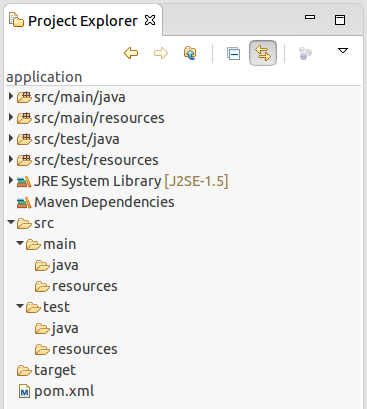 Project Explorer
application
src/main/java
src/main/resources
src/test/java
src/test/resources
JRE System Library [J2SE-1.5]
Maven Dependencies
src
main
java
resources
test
java
resources
target
pom.xml